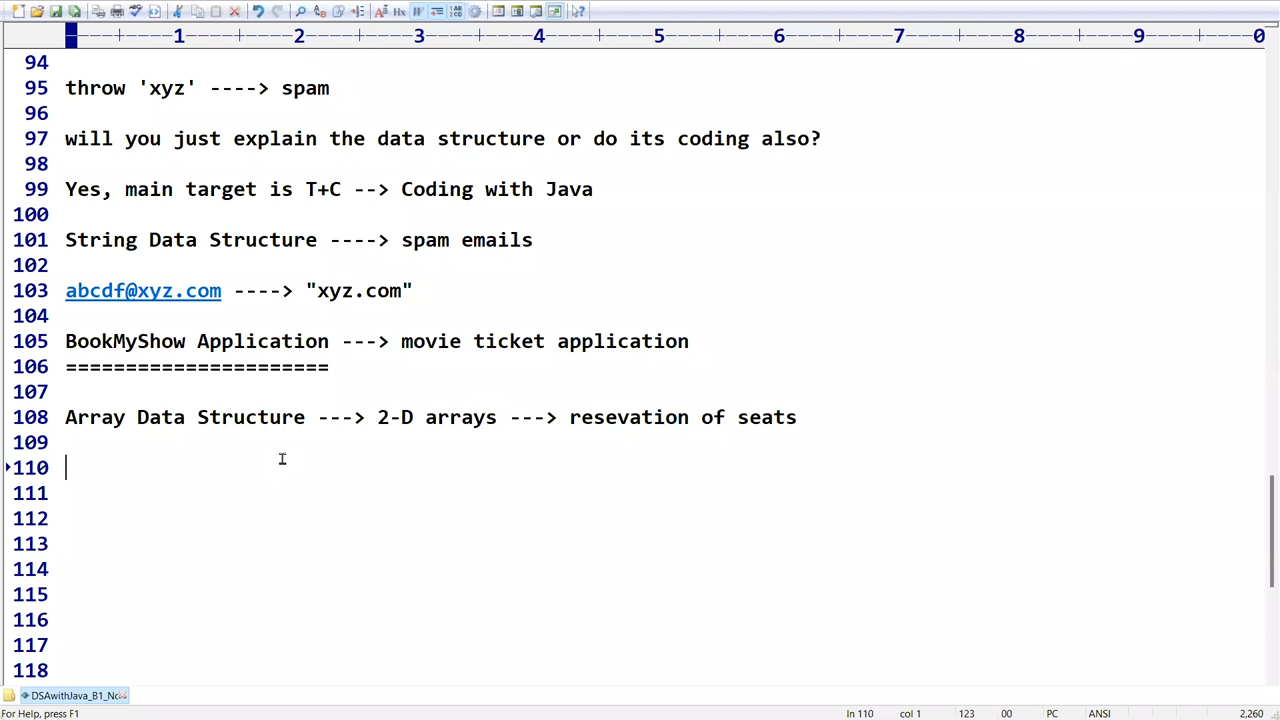 ---------1---------2---------3---------4---------5---------6---------7---------8---------9---------0
94
95 throw 'xyz' ----> spam
96
97 will you just explain the data structure or do its coding also?
98
99 Yes, main target is T+C --> Coding with Java
100
101 String Data Structure ----> spam emails
102
103 abcdf@xyz.com ----> "xyz.com"
104
105 BookMyShow Application ---> movie ticket application
106 ======================
107
108 Array Data Structure ---> 2-D arrays ---> resevation of seats
109
110
111
112
113
114
115
116
117
118
DSAwithJava_B1_No
For Help, press F1 ln 110 col 1 123 00 PC ANSI 2,260